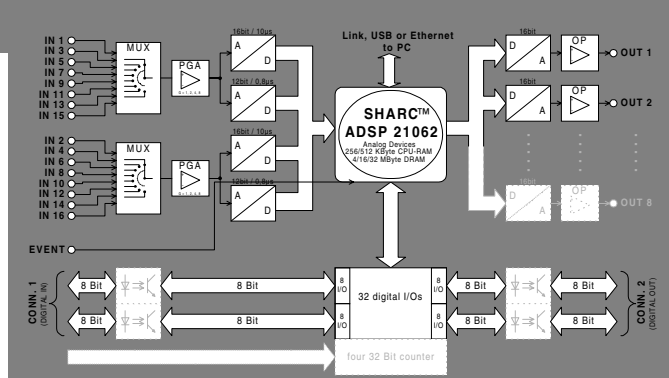 16bit / 10µs
Link, USB or Ethernet
to PC
16bit
IN 1
IN 3
IN 5
IN 7
IN 9
IN 11
IN 13
IN 15
MUX
PGA
A
D
12bit / 0,8µs
A
D
SHARC™
ADSP 21062
Analog Devices
256/512 KByte CPU-RAM
4/16/32 MByte DRAM
D
A
OP
OUT 1
16bit
D
A
OP
OUT 2
IN 2
IN 4
IN 6
IN 8
IN 10
IN 12
IN 14
IN 16
MUX
PGA
16bit / 10µs
A
D
12bit / 0,8µs
A
D
16bit
D
A
OP
OUT 8
EVENT
CONN. 1
(DIGITAL IN)
8 Bit
8 Bit
8
I/O
32 digital I/Os
8
I/O
8 Bit
8 Bit
8 Bit
8 Bit
8
I/O
8
I/O
8 Bit
8 Bit
CONN. 2
(DIGITAL OUT)
four 32 Bit counter